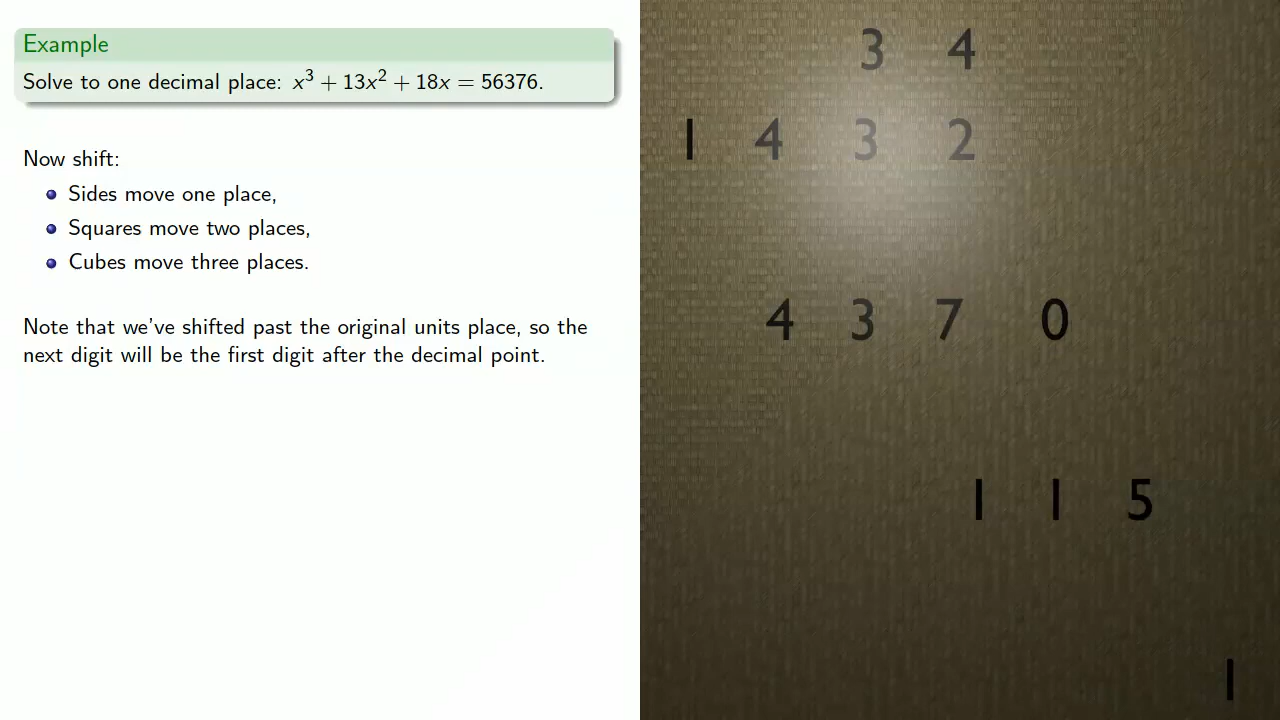 Example
Solve to one decimal place: x³ + 13x² + 18x = 56376.
Now shift:
Sides move one place,
Squares move two places,
Cubes move three places.
Note that we've shifted past the original units place, so the
next digit will be the first digit after the decimal point.
3 4
1 4 3 2
4 3 7 0
1 1 5
1